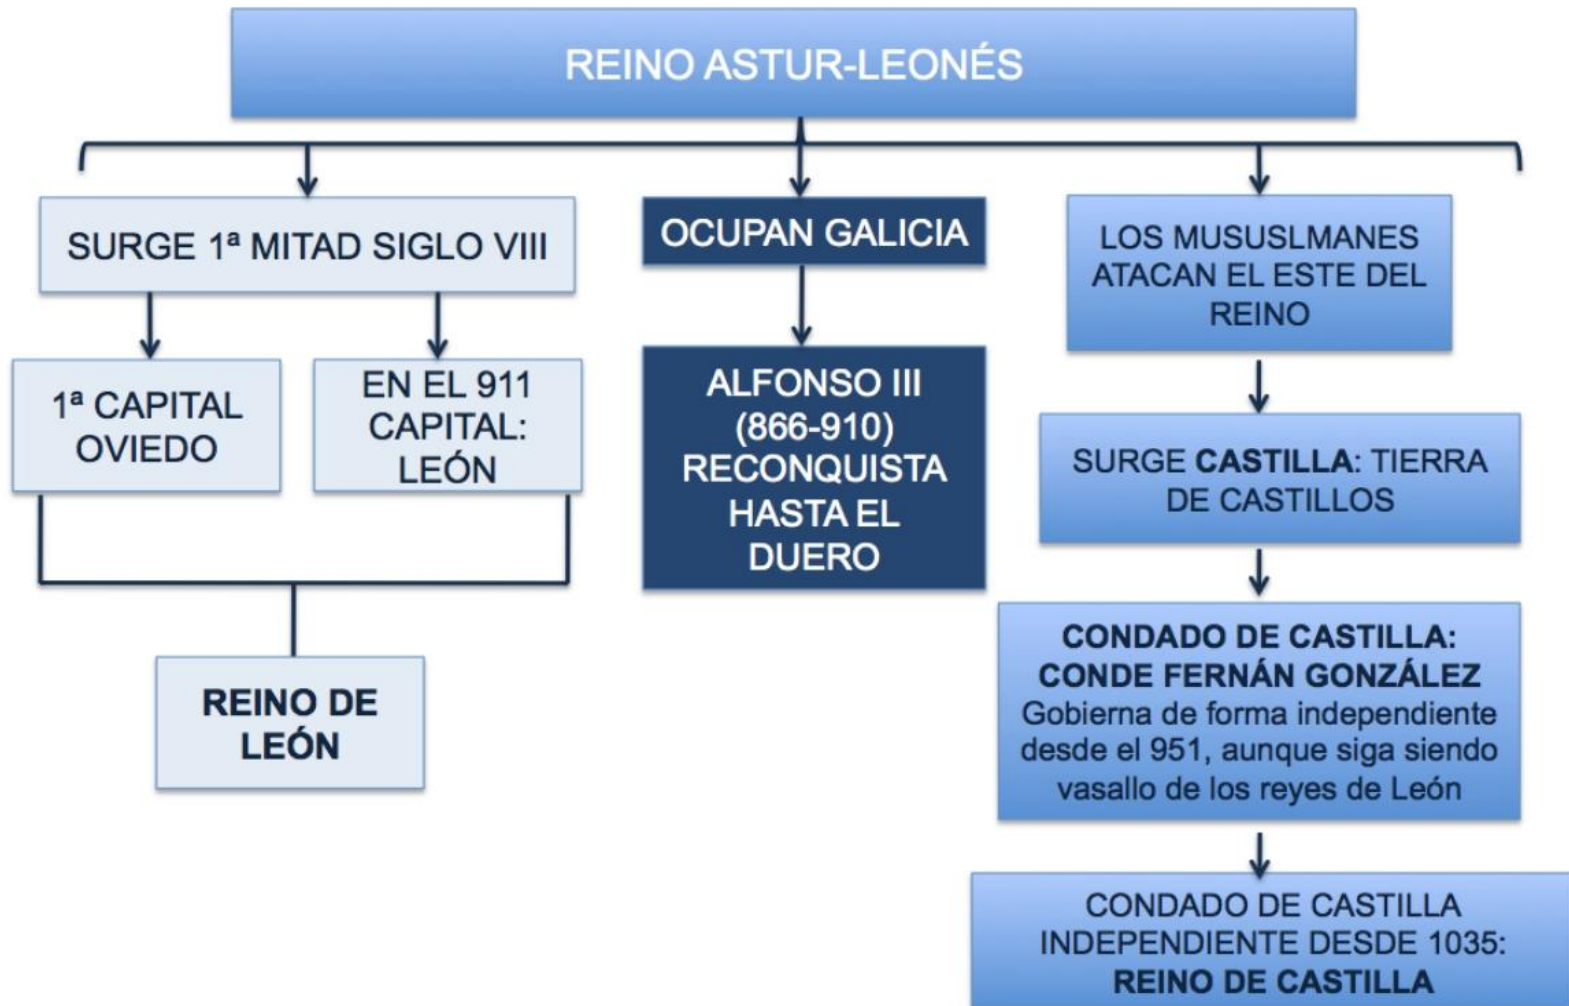 REINO ASTUR-LEONÉS
SURGE 1ª MITAD SIGLO VIII
1ª CAPITAL
OVIEDO
EN EL 911
CAPITAL:
LEÓN
REINO DE
LEÓN
OCUPAN GALICIA
ALFONSO III
(866-910)
RECONQUISTA
HASTA EL
DUERO
LOS MUSUSLMANES
ATACAN EL ESTE DEL
REINO
SURGE CASTILLA: TIERRA
DE CASTILLOS
CONDADO DE CASTILLA:
CONDE FERNÁN GONZÁLEZ
Gobierna de forma independiente
desde el 951, aunque siga siendo
vasallo de los reyes de León
CONDADO DE CASTILLA
INDEPENDIENTE DESDE 1035:
REINO DE CASTILLA